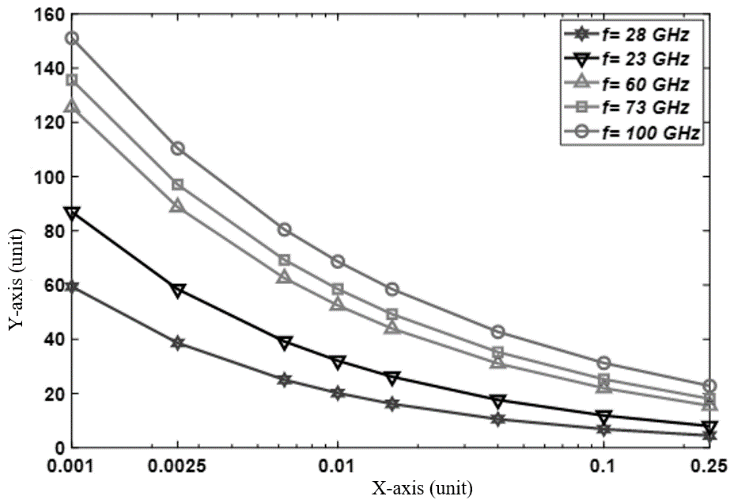 160
140
120
100
80
60
40
20
0
Y-axis (unit)
f= 28 GHz
f= 23 GHz
f= 60 GHz
f= 73 GHz
f= 100 GHz
0.001 0.0025 0.01 0.1 0.25
X-axis (unit)